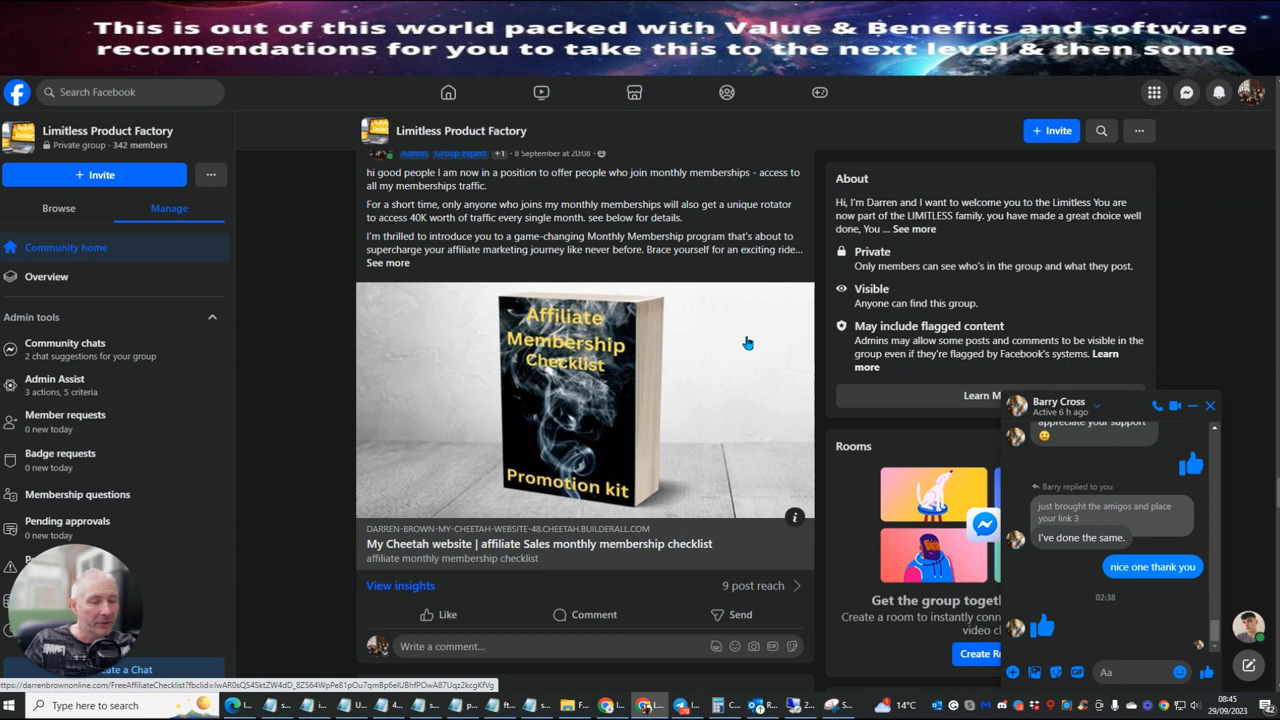 This is out of this world packed with Value & Benefits and software
recomendations for you to take this to the next level & then some
Search Facebook
Limitless Product Factory
Private group · 342 members
+ Invite
Browse
Manage
Community home
Overview
Admin tools
Community chats
2 chat suggestions for your group
Admin Assist
3 actions, 5 criteria
Member requests
0 new today
Badge requests
0 new today
Membership questions
Pending approvals
0 new today
e a Chat
Limitless Product Factory
+ Invite
Admin Group expert +1 · 8 September at 20:08
hi good people I am now in a position to offer people who join monthly memberships - access to
all my memberships traffic.
For a short time, only anyone who joins my monthly memberships will also get a unique rotator
to access 40K worth of traffic every single month. see below for details.
I'm thrilled to introduce you to a game-changing Monthly Membership program that's about to
supercharge your affiliate marketing journey like never before. Brace yourself for an exciting ride...
See more
Affiliate
Membership
Checklist
Promotion kit
DARREN-BROWN-MY-CHEETAH-WEBSITE-48.CHEETAH.BUILDERALL.COM
My Cheetah website | affiliate Sales monthly membership checklist
affiliate monthly membership checklist
View insights
9 post reach
Like
Comment
Send
Write a comment...
About
Hi, I'm Darren and I want to welcome you to the Limitless You are
now part of the LIMITLESS family. you have made a great choice well
done, You ... See more
Private
Only members can see who's in the group and what they post.
Visible
Anyone can find this group.
May include flagged content
Admins may allow some posts and comments to be visible in the
group even if they're flagged by Facebook's systems. Learn
more
Learn M
Rooms
Get the group togeth
Create a room to instantly conn
video c
Create R
Barry Cross
Active 6 h ago
appreciate your support
Barry replied to you
just brought the amigos and place
your link 3
I've done the same.
nice one thank you
02:38
Aa
Type here to search
14°C
08:45
29/09/2023